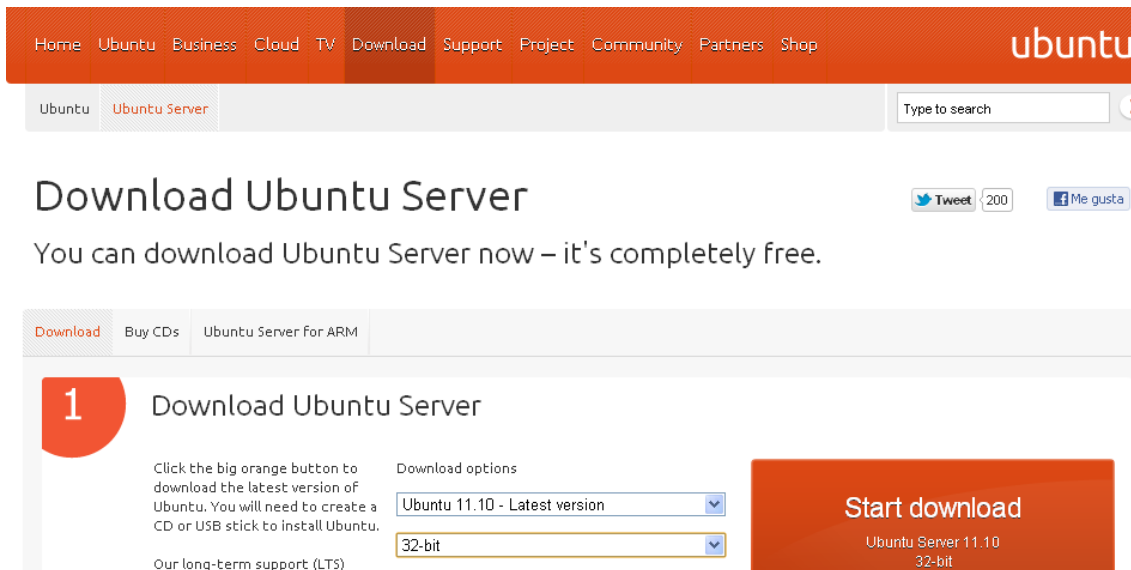 Home Ubuntu Business Cloud TV Download Support Project Community Partners Shop
ubuntu
Ubuntu Ubuntu Server
Type to search
Download Ubuntu Server
Tweet 200
Me gusta
You can download Ubuntu Server now – it's completely free.
Download Buy CDs Ubuntu Server for ARM
1
Download Ubuntu Server
Click the big orange button to
download the latest version of
Ubuntu. You will need to create a
CD or USB stick to install Ubuntu.
Our long-term support (LTS)
Download options
Ubuntu 11.10 - Latest version
32-bit
Start download
Ubuntu Server 11.10
32-bit